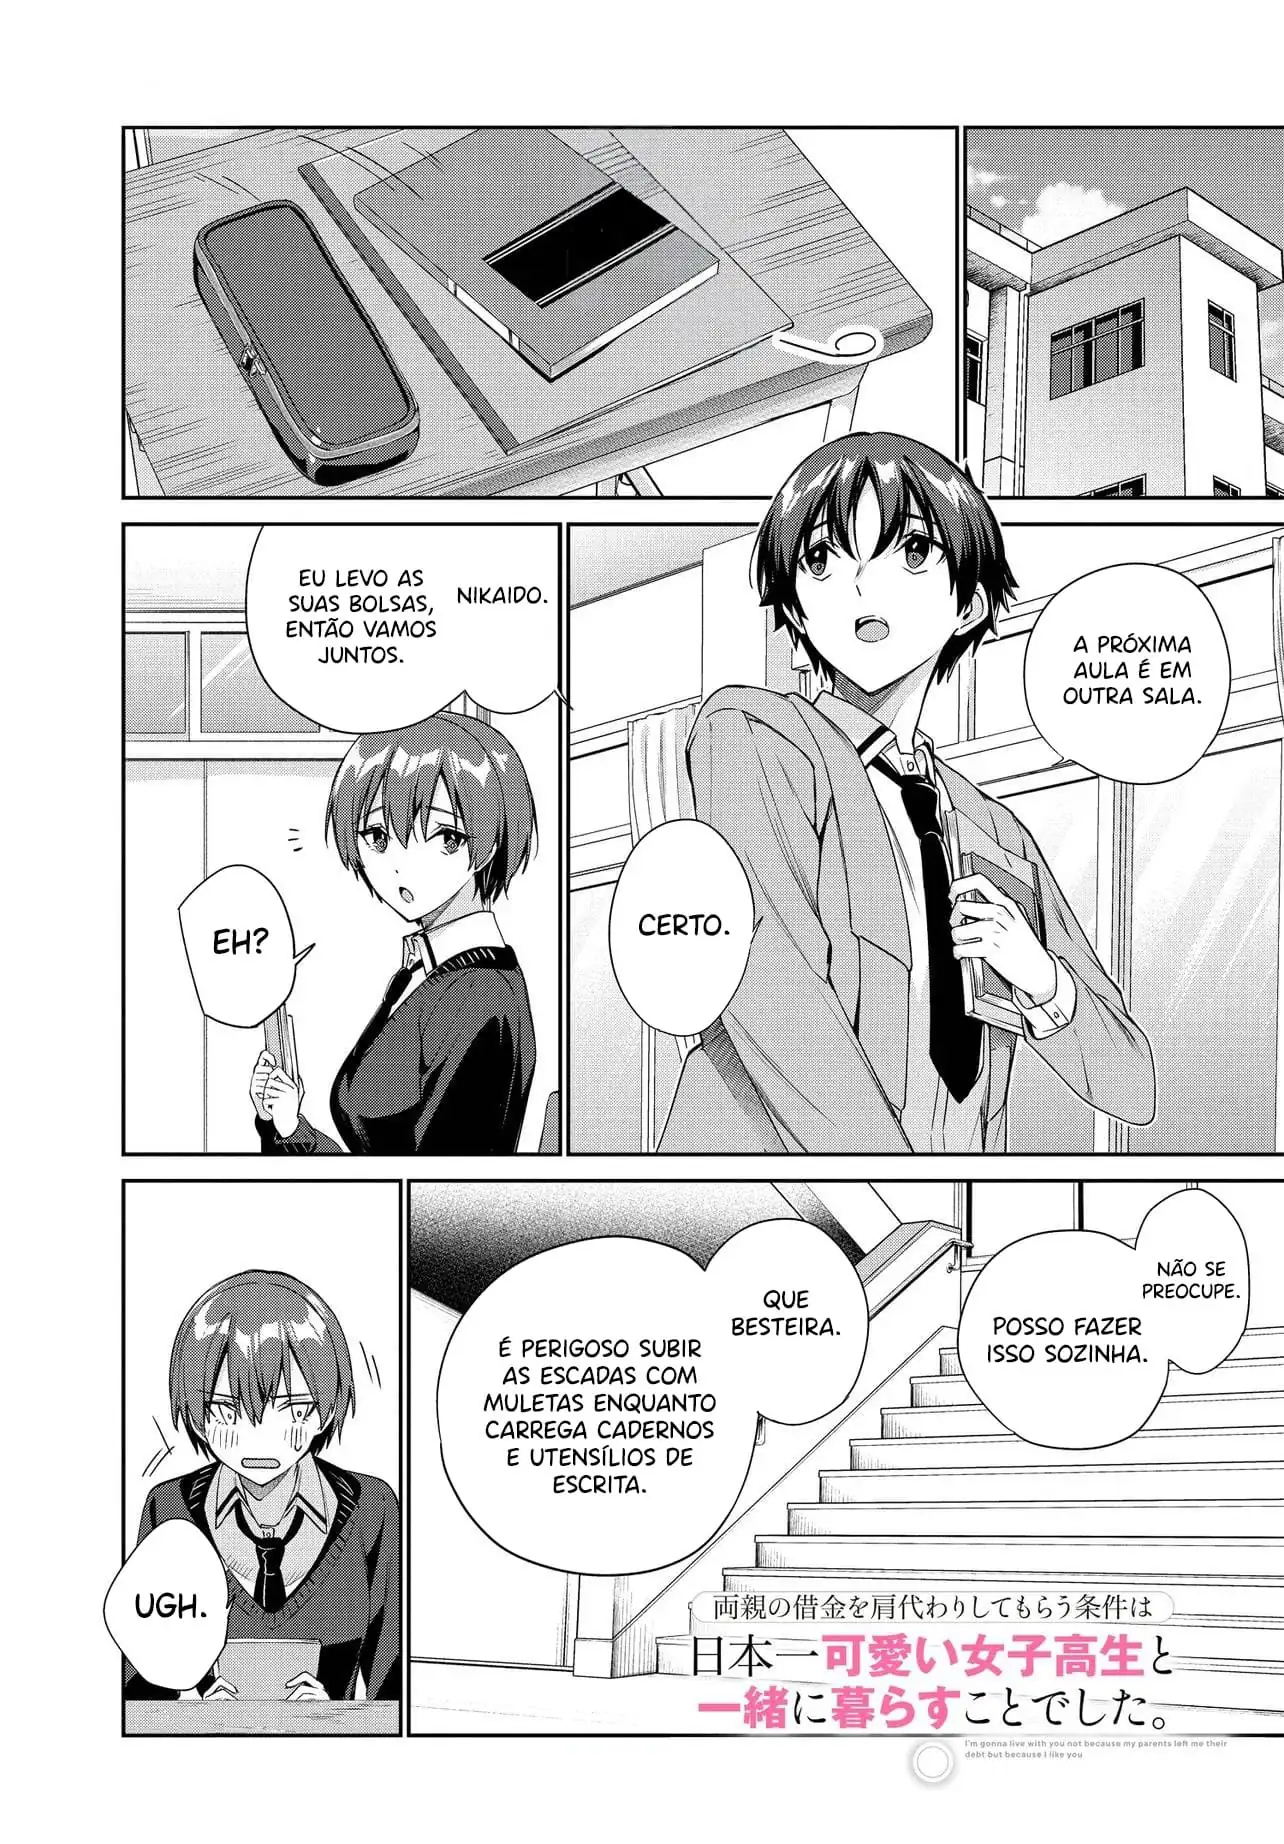 A PRÓXIMA
AULA É EM
OUTRA SALA.
CERTO.
NIKAIDO.
EU LEVO AS
SUAS BOLSAS,
ENTÃO VAMOS
JUNTOS.
EH?
NÃO SE
PREOCUPE.
POSSO FAZER
ISSO SOZINHA.
QUE
BESTEIRA.
É PERIGOSO SUBIR
AS ESCADAS COM
MULETAS ENQUANTO
CARREGA CADERNOS
E UTENSÍLIOS DE
ESCRITA.
UGH.
両親の借金を肩代わりしてもらう条件は
日本一可愛い女子高生と
一緒に暮らすことでした。
I'm gonna live with you not because my parents left me their
debt but because I like you